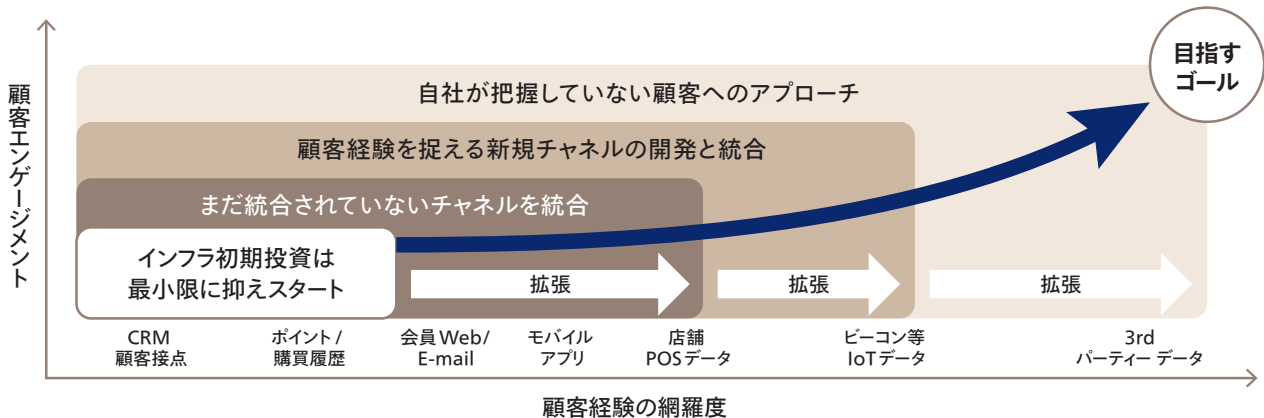 目指す
ゴール
顧客エンゲージメント
自社が把握していない顧客へのアプローチ
顧客経験を捉える新規チャネルの開発と統合
まだ統合されていないチャネルを統合
インフラ初期投資は
最小限に抑えスタート
拡張
拡張
拡張
CRM
顧客接点
ポイント /
購買履歴
会員 Web/
E-mail
モバイル
アプリ
店舗
POSデータ
ビーコン等
IoTデータ
3rd
パーティー データ
顧客経験の網羅度